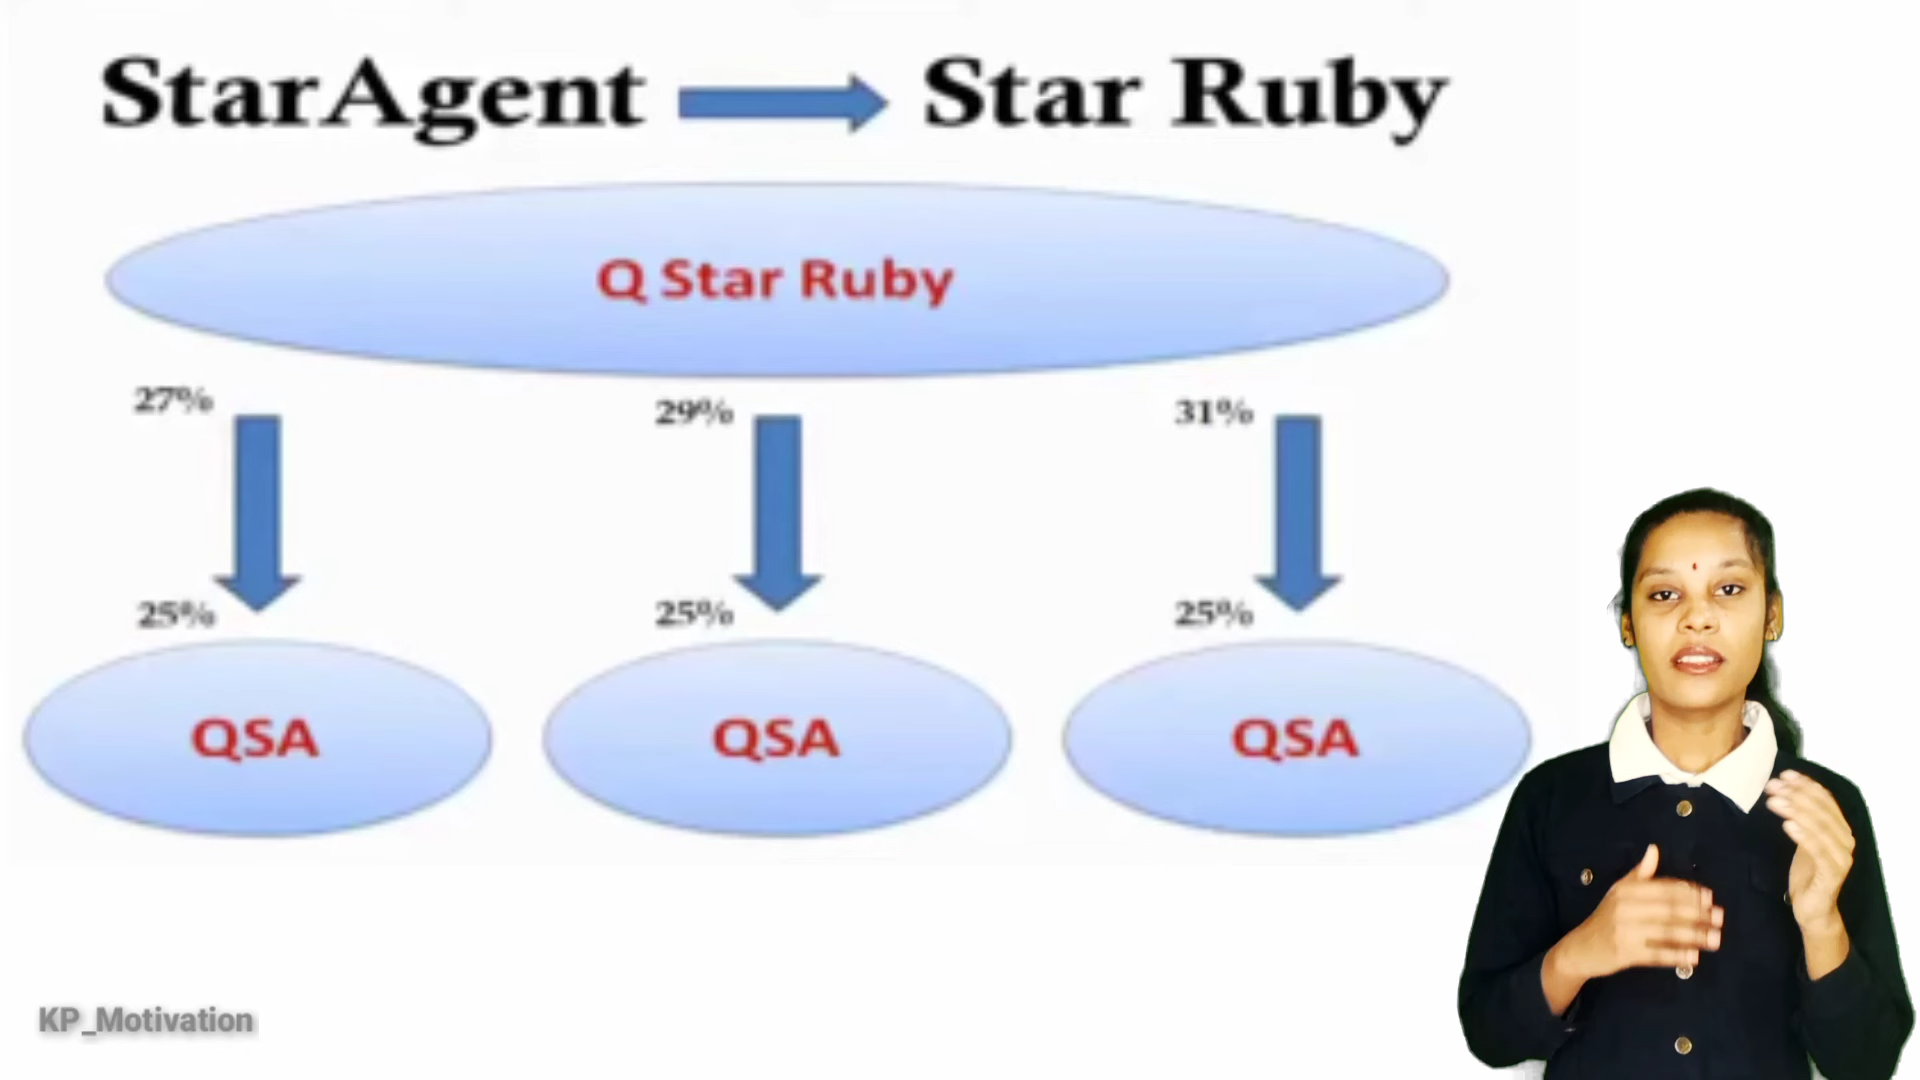 StarAgent Star Ruby
Q Star Ruby
27% 29% 31%
25% 25% 25%
QSA QSA QSA
KP_Motivation